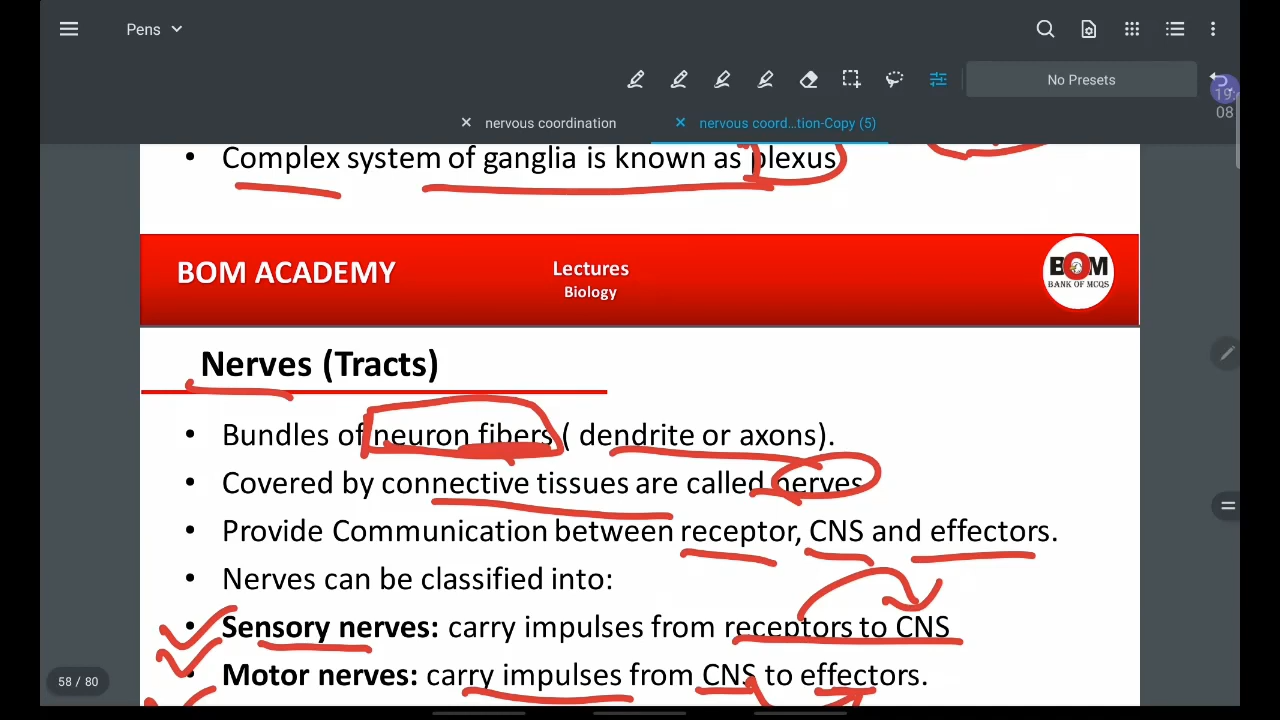 Pens
No Presets
19:
08
nervous coordination
nervous coord...tion-Copy (5)
• Complex system of ganglia is known as plexus
BOM ACADEMY
Lectures
Biology
BOM
BANK OF MCQS
Nerves (Tracts)
• Bundles of neuron fibers ( dendrite or axons).
• Covered by connective tissues are called nerves
• Provide Communication between receptor, CNS and effectors.
• Nerves can be classified into:
• Sensory nerves: carry impulses from receptors to CNS
• Motor nerves: carry impulses from CNS to effectors.
58 / 80